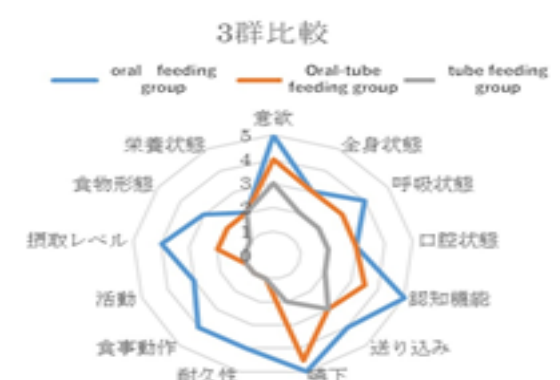 3群比較
oral feeding group
Oral-tube feeding group
tube feeding group
意欲
5
4
3
2
1
0
全身状態
呼吸状態
口腔状態
認知機能
送り込み
嚥下
耐久性
食事動作
活動
摂取レベル
食物形態
栄養状態